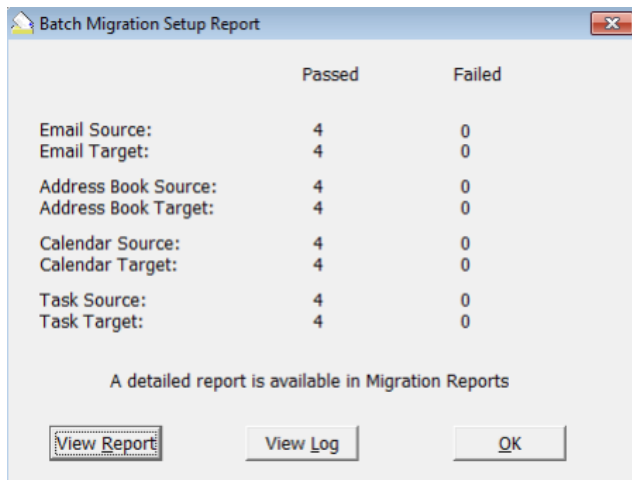 Batch Migration Setup Report
Passed Failed
Email Source: 4 0
Email Target: 4 0
Address Book Source: 4 0
Address Book Target: 4 0
Calendar Source: 4 0
Calendar Target: 4 0
Task Source: 4 0
Task Target: 4 0
A detailed report is available in Migration Reports
View Report View Log OK